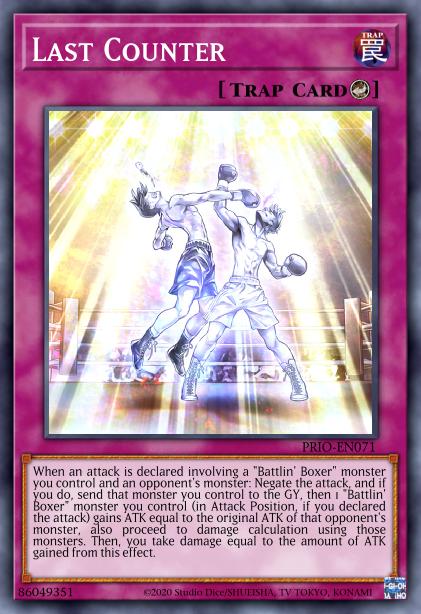 LAST COUNTER
TRAP
罠
[TRAP CARD]
PRIO-EN071
When an attack is declared involving a "Battlin' Boxer" monster
you control and an opponent's monster: Negate the attack, and if
you do, send that monster you control to the GY, then 1 "Battlin'
Boxer" monster you control (in Attack Position, if you declared
the attack) gains ATK equal to the original ATK of that opponent's
monster, also proceed to damage calculation using those
monsters. Then, you take damage equal to the amount of ATK
gained from this effect.
86049351
©2020 Studio Dice/SHUEISHA, TV TOKYO, KONAMI